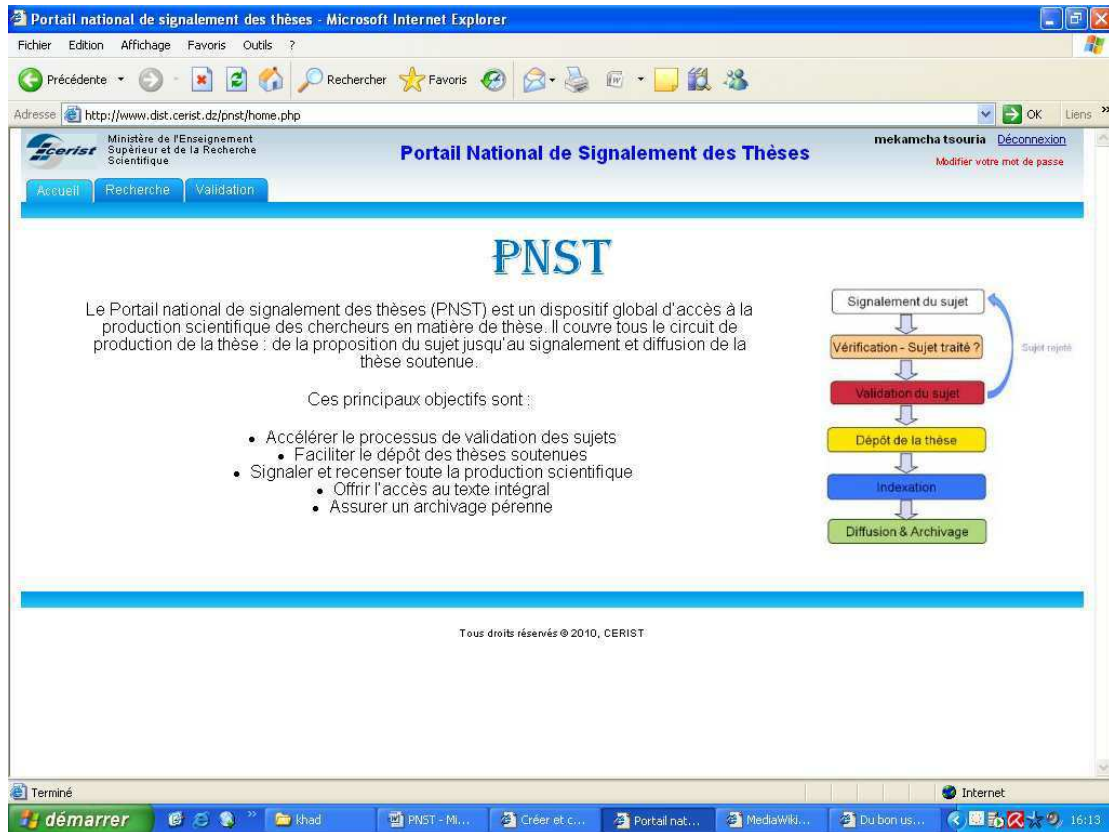 Portail national de signalement des thèses - Microsoft Internet Explorer
Fichier Edition Affichage Favoris Outils ?
Précédente Rechercher Favoris
Adresse http://www.dist.cerist.dz/pnst/home.php OK Liens »
cerist
Ministère de l'Enseignement
Supérieur et de la Recherche
Scientifique
Portail National de Signalement des Thèses
mekamcha tsouria Déconnexion
Modifier votre mot de passe
Accueil Recherche Validation
PNST
Le Portail national de signalement des thèses (PNST) est un dispositif global d'accès à la
production scientifique des chercheurs en matière de thèse. Il couvre tous le circuit de
production de la thèse : de la proposition du sujet jusqu'au signalement et diffusion de la
thèse soutenue.
Ces principaux objectifs sont :
• Accélérer le processus de validation des sujets
• Faciliter le dépôt des thèses soutenues
• Signaler et recenser toute la production scientifique
• Offrir l'accès au texte intégral
• Assurer un archivage pérenne
Signalement du sujet
Vérification - Sujet traité ?
Sujet rejeté
Validation du sujet
Dépôt de la thèse
Indexation
Diffusion & Archivage
Tous droits réservés © 2010, CERIST
Terminé Internet
démarrer » khad PNST - Mi... Créer et c... Portail nat... MediaWiki... Du bon us... 16:13